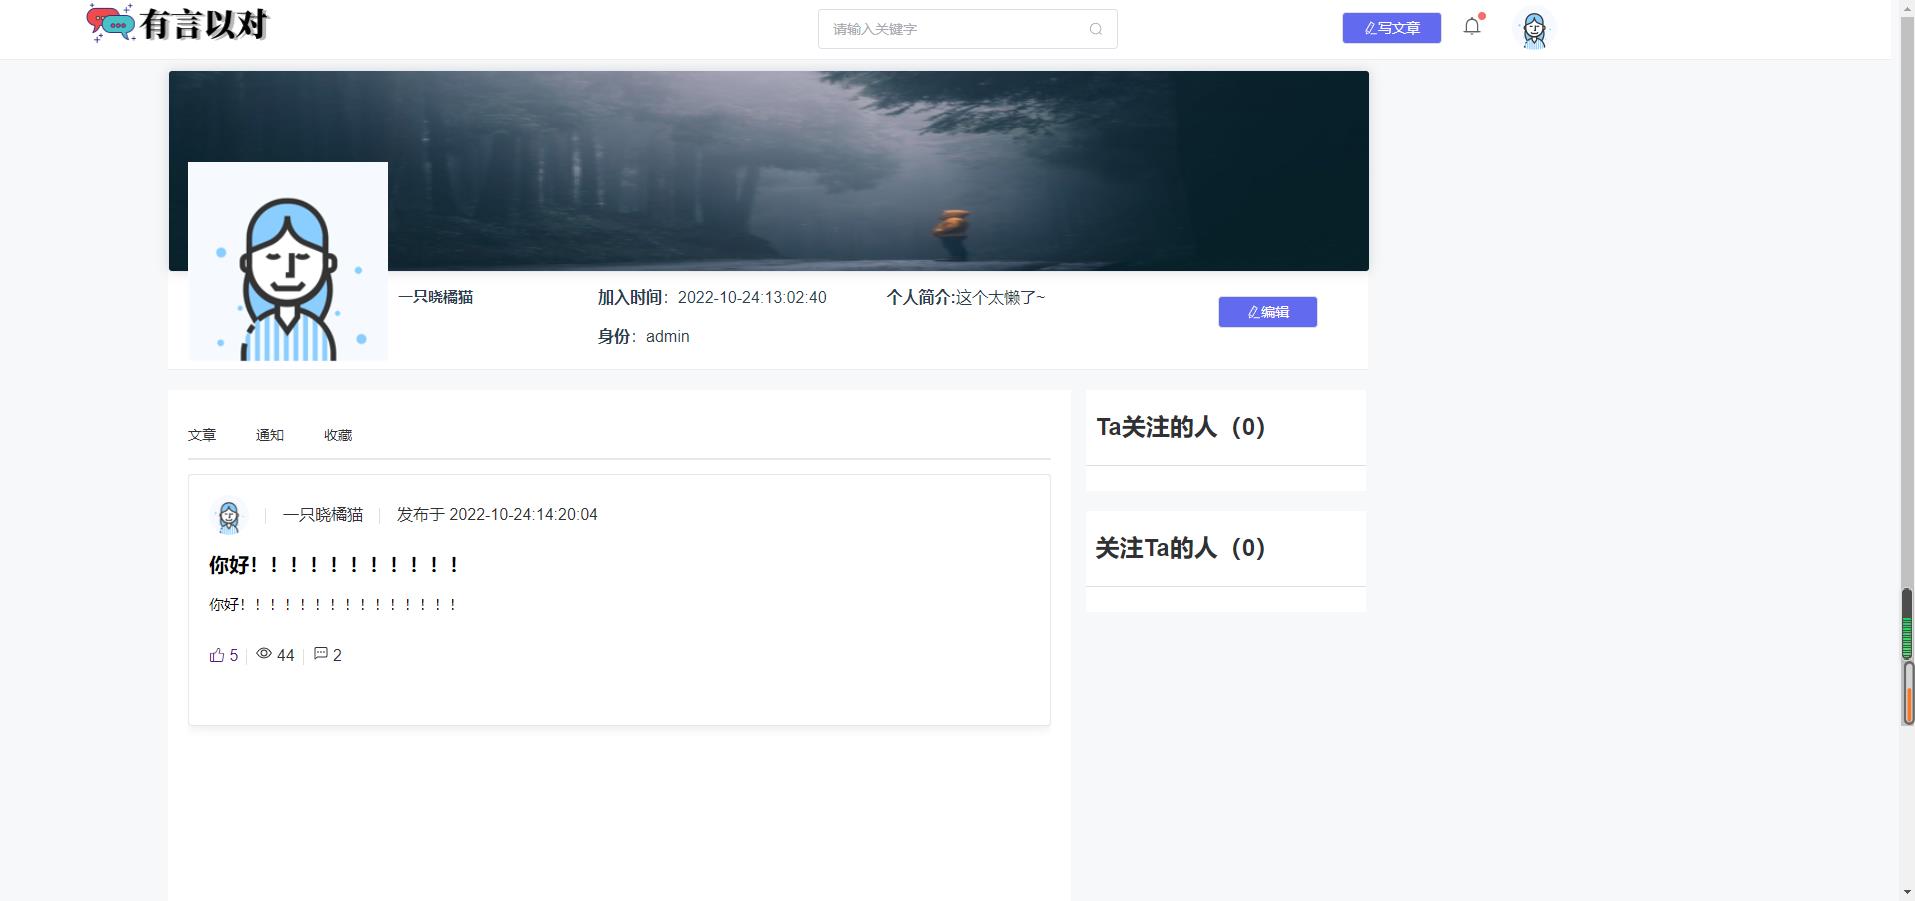 有言以对
请输入关键字
写文章
一只晓橘猫
加入时间：2022-10-24:13:02:40
个人简介:这个太懒了~
身份：admin
编辑
文章 通知 收藏
一只晓橘猫 发布于 2022-10-24:14:20:04
你好！！！！！！！！！！！
你好！！！！！！！！！！！！！！！
5 44 2
Ta关注的人（0）
关注Ta的人（0）